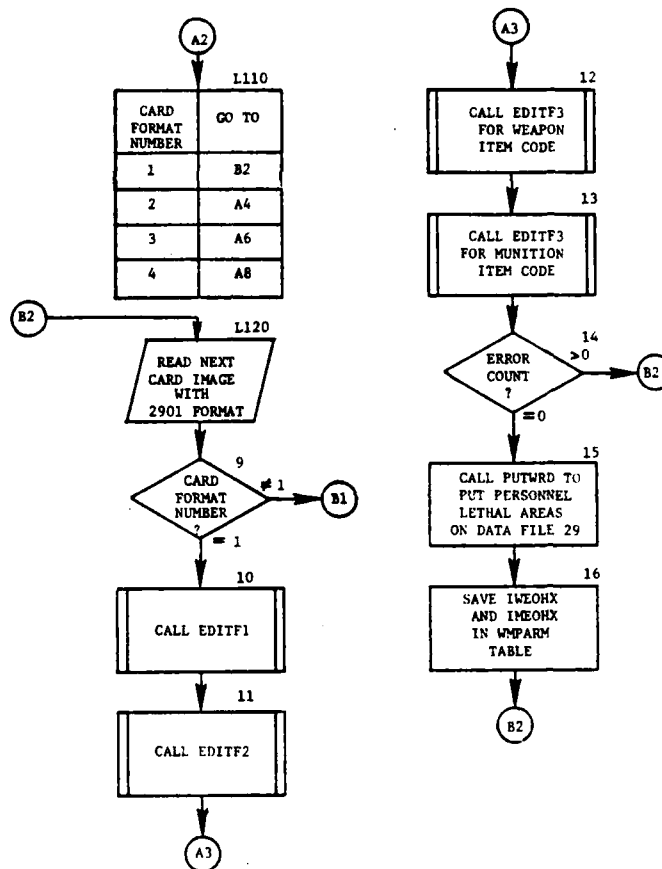 A2
L110
CARD
FORMAT
NUMBER
GO TO
1
B2
2
A4
3
A6
4
A8
B2
L120
READ NEXT
CARD IMAGE
WITH
2901 FORMAT
9
CARD
FORMAT
NUMBER
?
≠ 1
B1
= 1
10
CALL EDITF1
11
CALL EDITF2
A3
A3
12
CALL EDITF3
FOR WEAPON
ITEM CODE
13
CALL EDITF3
FOR MUNITION
ITEM CODE
14
ERROR
COUNT
?
>0
B2
=0
15
CALL PUTWRD TO
PUT PERSONNEL
LETHAL AREAS
ON DATA FILE 29
16
SAVE IWEOHX
AND IMEOHX
IN WMPARM
TABLE
B2